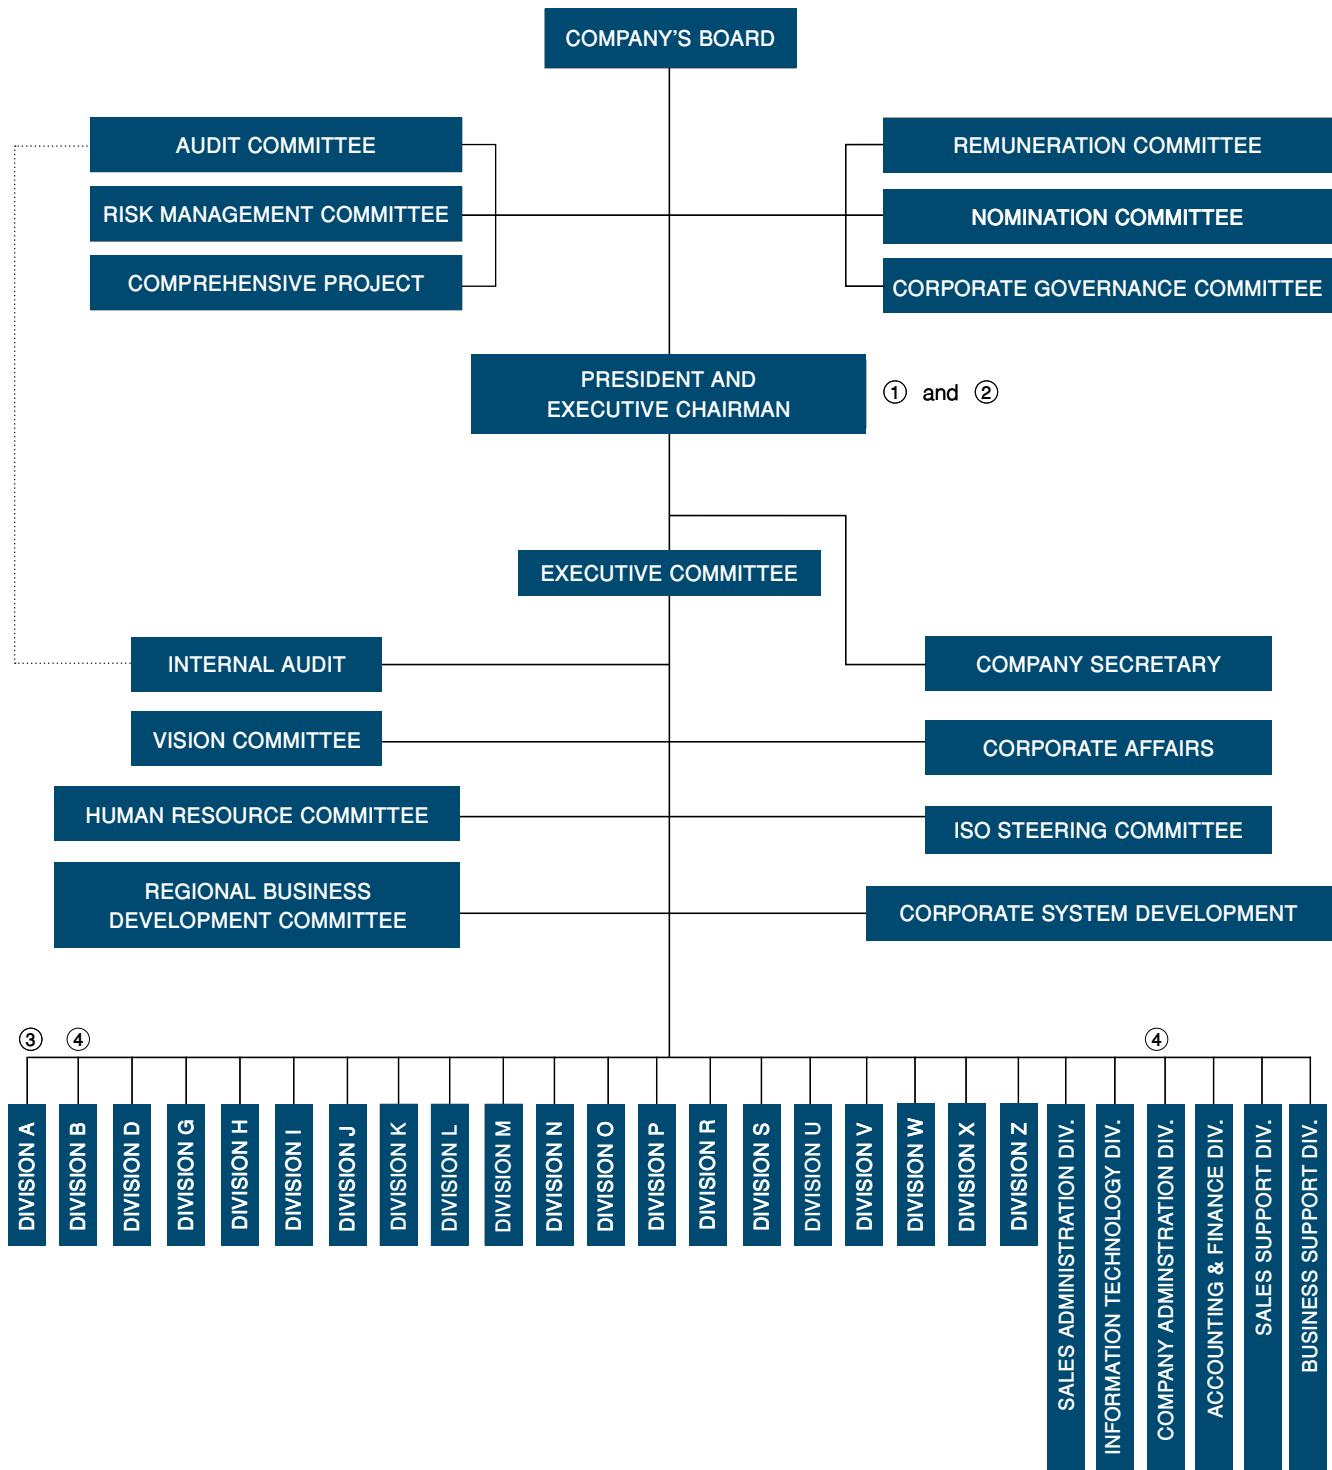 COMPANY'S BOARD
AUDIT COMMITTEE
REMUNERATION COMMITTEE
RISK MANAGEMENT COMMITTEE
NOMINATION COMMITTEE
COMPREHENSIVE PROJECT
CORPORATE GOVERNANCE COMMITTEE
PRESIDENT AND
EXECUTIVE CHAIRMAN
① and ②
EXECUTIVE COMMITTEE
INTERNAL AUDIT
COMPANY SECRETARY
VISION COMMITTEE
CORPORATE AFFAIRS
HUMAN RESOURCE COMMITTEE
ISO STEERING COMMITTEE
REGIONAL BUSINESS
DEVELOPMENT COMMITTEE
CORPORATE SYSTEM DEVELOPMENT
③
④
④
DIVISION A
DIVISION B
DIVISION D
DIVISION G
DIVISION H
DIVISION I
DIVISION J
DIVISION K
DIVISION L
DIVISION M
DIVISION N
DIVISION O
DIVISION P
DIVISION R
DIVISION S
DIVISION U
DIVISION V
DIVISION W
DIVISION X
DIVISION Z
SALES ADMINISTRATION DIV.
INFORMATION TECHNOLOGY DIV.
COMPANY ADMINSTRATION DIV.
ACCOUNTING & FINANCE DIV.
SALES SUPPORT DIV.
BUSINESS SUPPORT DIV.